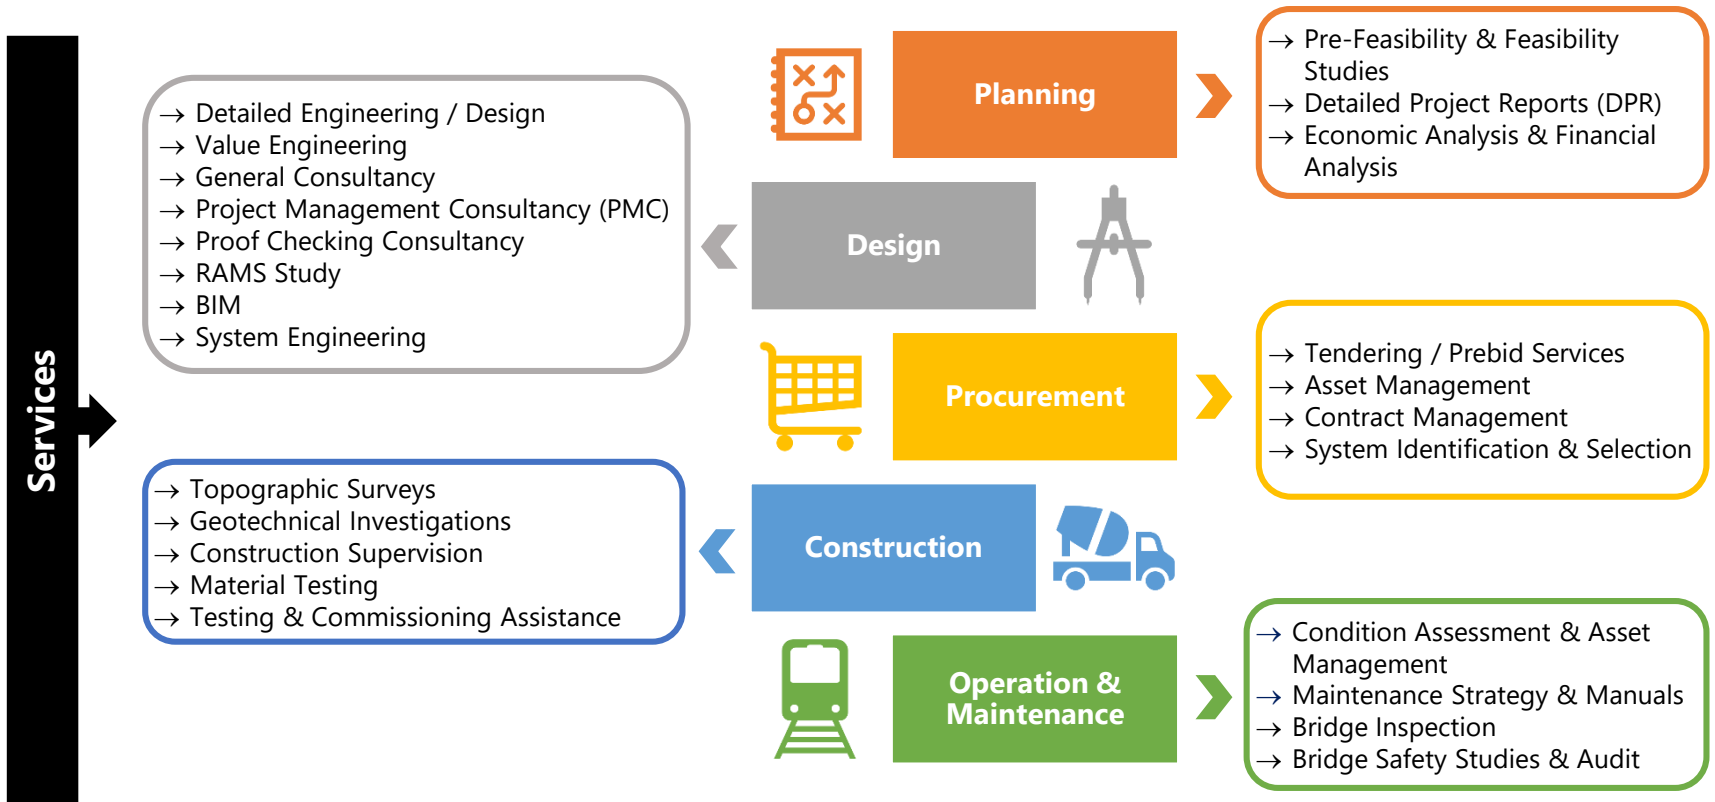 Services
Planning
→ Pre-Feasibility & Feasibility
Studies
→ Detailed Project Reports (DPR)
→ Economic Analysis & Financial
Analysis
Design
→ Detailed Engineering / Design
→ Value Engineering
→ General Consultancy
→ Project Management Consultancy (PMC)
→ Proof Checking Consultancy
→ RAMS Study
→ BIM
→ System Engineering
Procurement
→ Tendering / Prebid Services
→ Asset Management
→ Contract Management
→ System Identification & Selection
Construction
→ Topographic Surveys
→ Geotechnical Investigations
→ Construction Supervision
→ Material Testing
→ Testing & Commissioning Assistance
Operation &
Maintenance
→ Condition Assessment & Asset
Management
→ Maintenance Strategy & Manuals
→ Bridge Inspection
→ Bridge Safety Studies & Audit